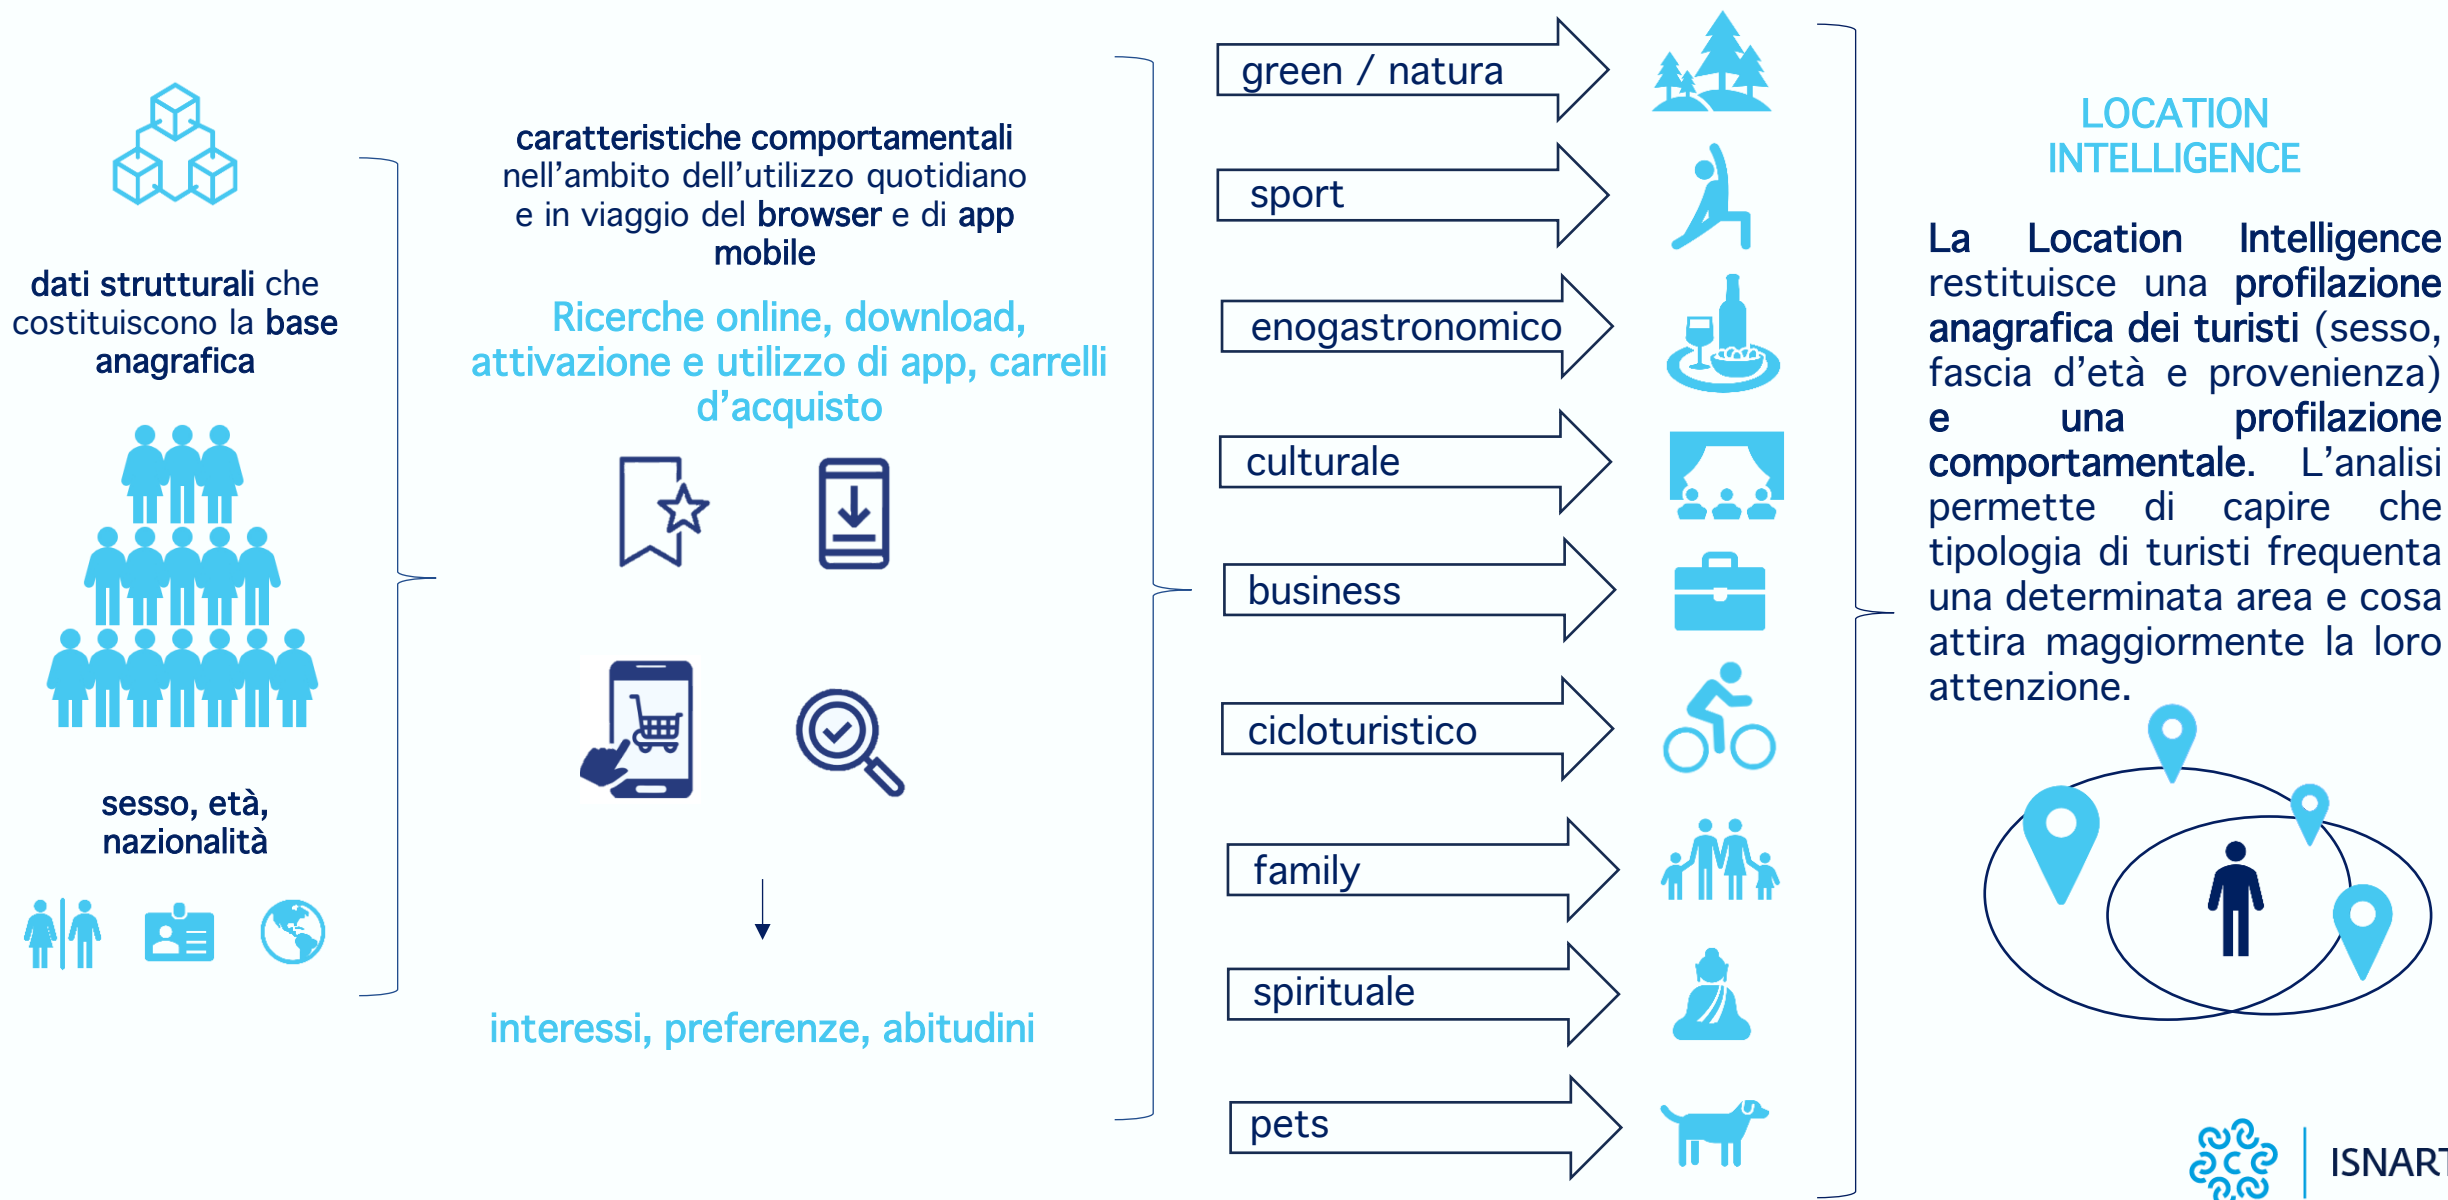 dati strutturali che
costituiscono la base
anagrafica
sesso, età,
nazionalità
caratteristiche comportamentali
nell’ambito dell’utilizzo quotidiano
e in viaggio del browser e di app
mobile
Ricerche online, download,
attivazione e utilizzo di app, carrelli
d’acquisto
interessi, preferenze, abitudini
green / natura
sport
enogastronomico
culturale
business
cicloturistico
family
spirituale
pets
LOCATION
INTELLIGENCE
La Location Intelligence
restituisce una profilazione
anagrafica dei turisti (sesso,
fascia d’età e provenienza)
e una profilazione
comportamentale. L’analisi
permette di capire che
tipologia di turisti frequenta
una determinata area e cosa
attira maggiormente la loro
attenzione.
ISNART